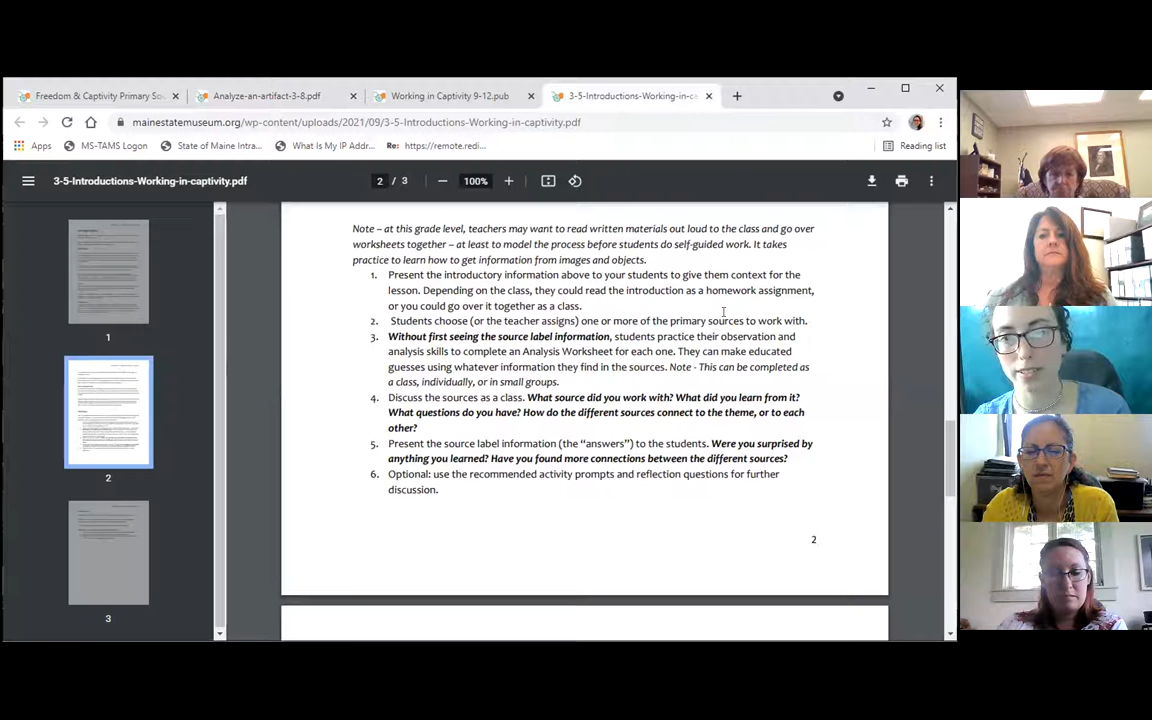 Freedom & Captivity Primary So
Analyze-an-artifact-3-8.pdf
Working in Captivity 9-12.pub
3-5-Introductions-Working-in-ca
mainestatemuseum.org/wp-content/uploads/2021/09/3-5-Introductions-Working-in-captivity.pdf
Apps
MS-TAMS Logon
State of Maine Intra...
What Is My IP Addr...
Re: https://remote.redi...
Reading list
3-5-Introductions-Working-in-captivity.pdf
2 / 3
100%
1
2
3
Note – at this grade level, teachers may want to read written materials out loud to the class and go over
worksheets together – at least to model the process before students do self-guided work. It takes
practice to learn how to get information from images and objects.
1. Present the introductory information above to your students to give them context for the
lesson. Depending on the class, they could read the introduction as a homework assignment,
or you could go over it together as a class.
2. Students choose (or the teacher assigns) one or more of the primary sources to work with.
3. Without first seeing the source label information, students practice their observation and
analysis skills to complete an Analysis Worksheet for each one. They can make educated
guesses using whatever information they find in the sources. Note - This can be completed as
a class, individually, or in small groups.
4. Discuss the sources as a class. What source did you work with? What did you learn from it?
What questions do you have? How do the different sources connect to the theme, or to each
other?
5. Present the source label information (the “answers”) to the students. Were you surprised by
anything you learned? Have you found more connections between the different sources?
6. Optional: use the recommended activity prompts and reflection questions for further
discussion.
2